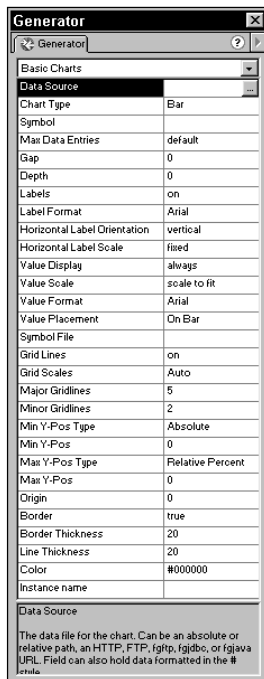 Generator
Generator
?
Basic Charts
Data Source ...
Chart Type Bar
Symbol
Max Data Entries default
Gap 0
Depth 0
Labels on
Label Format Arial
Horizontal Label Orientation vertical
Horizontal Label Scale fixed
Value Display always
Value Scale scale to fit
Value Format Arial
Value Placement On Bar
Symbol File
Grid Lines on
Grid Scales Auto
Major Gridlines 5
Minor Gridlines 2
Min Y-Pos Type Absolute
Min Y-Pos 0
Max Y-Pos Type Relative Percent
Max Y-Pos 0
Origin 0
Border true
Border Thickness 20
Line Thickness 20
Color #000000
Instance name
Data Source
The data file for the chart. Can be an absolute or
relative path, an HTTP, FTP, fgftp, fgjdbc, or fgjava
URL. Field can also hold data formatted in the #
style